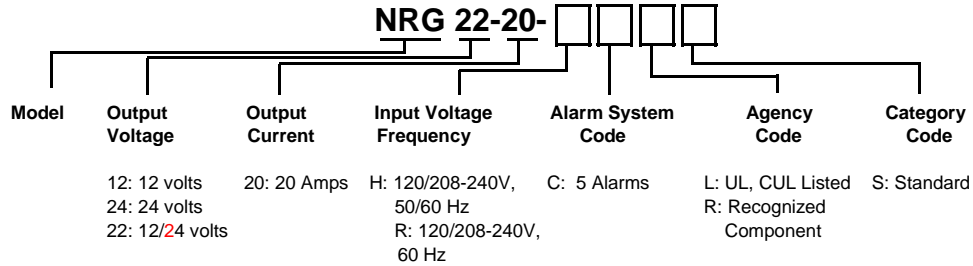 NRG 22-20-
Model
Output
Voltage
Output
Current
Input Voltage
Frequency
Alarm System
Code
Agency
Code
Category
Code
12: 12 volts
24: 24 volts
22: 12/24 volts
20: 20 Amps
H: 120/208-240V,
50/60 Hz
R: 120/208-240V,
60 Hz
C: 5 Alarms
L: UL, CUL Listed
R: Recognized
Component
S: Standard